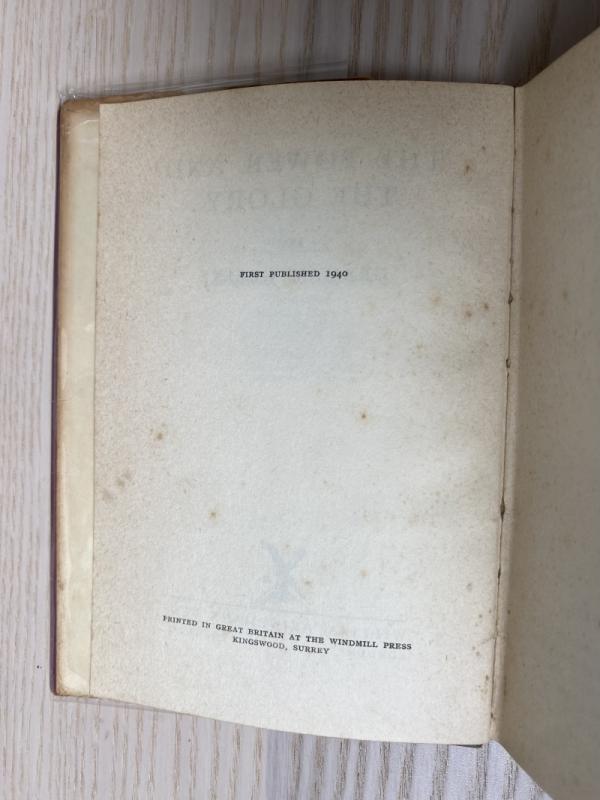 FIRST PUBLISHED 1940
PRINTED IN GREAT BRITAIN AT THE WINDMILL PRESS
KINGSWOOD, SURREY